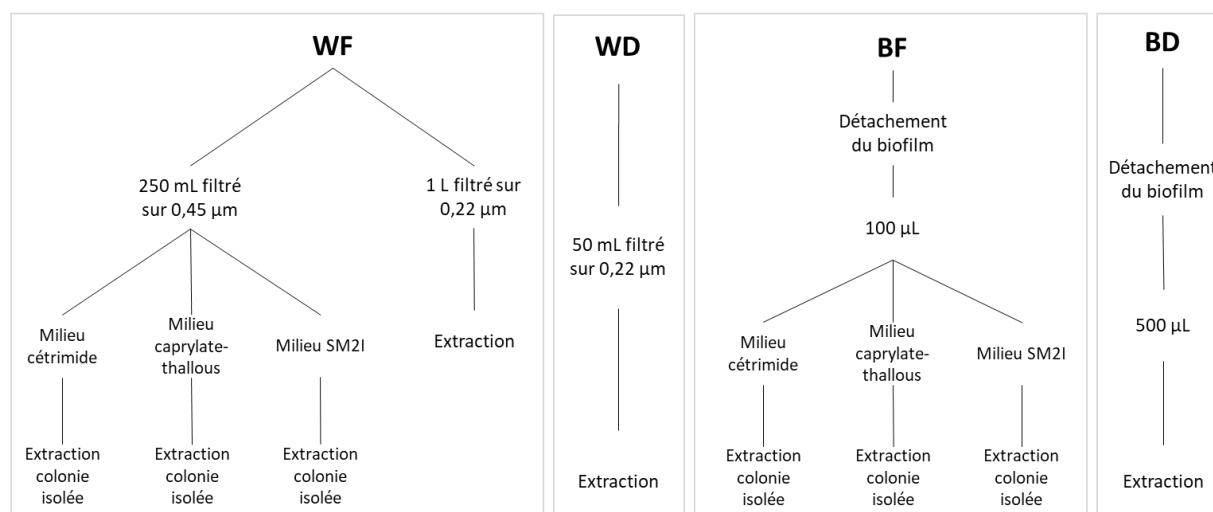 WF
250 mL filtré
sur 0,45 µm
1 L filtré sur
0,22 µm
Milieu
cétrimide
Milieu
caprylate-
thallous
Milieu SM2I
Extraction
Extraction
colonie
isolée
Extraction
colonie
isolée
Extraction
colonie
isolée
WD
50 mL filtré
sur 0,22 µm
Extraction
BF
Détachement
du biofilm
100 µL
Milieu
cétrimide
Milieu
caprylate-
thallous
Milieu SM2I
Extraction
colonie
isolée
Extraction
colonie
isolée
Extraction
colonie
isolée
BD
Détachement
du biofilm
500 µL
Extraction